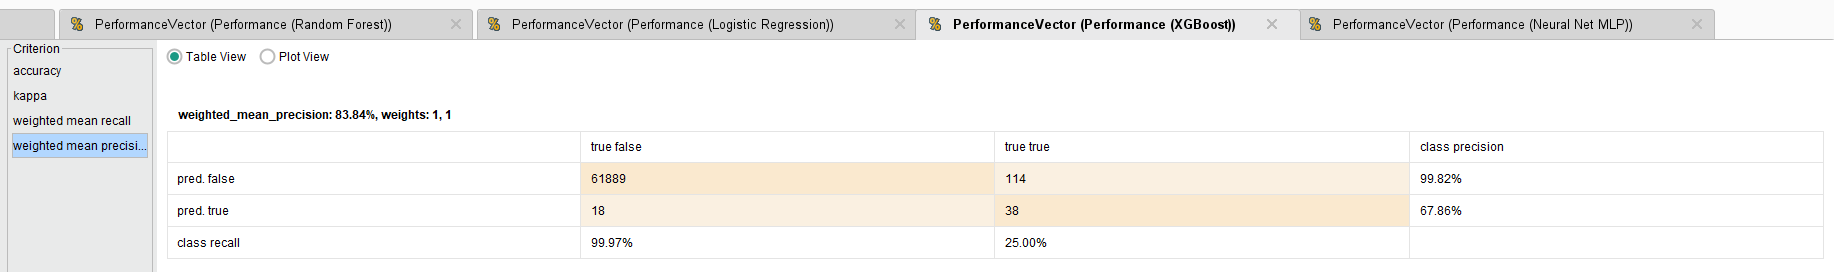 PerformanceVector (Performance (Random Forest))
PerformanceVector (Performance (Logistic Regression))
PerformanceVector (Performance (XGBoost))
PerformanceVector (Performance (Neural Net MLP))
Criterion
accuracy
kappa
weighted mean recall
weighted mean precisi...
Table View Plot View
weighted_mean_precision: 83.84%, weights: 1, 1
true false true true class precision
pred. false 61889 114 99.82%
pred. true 18 38 67.86%
class recall 99.97% 25.00%